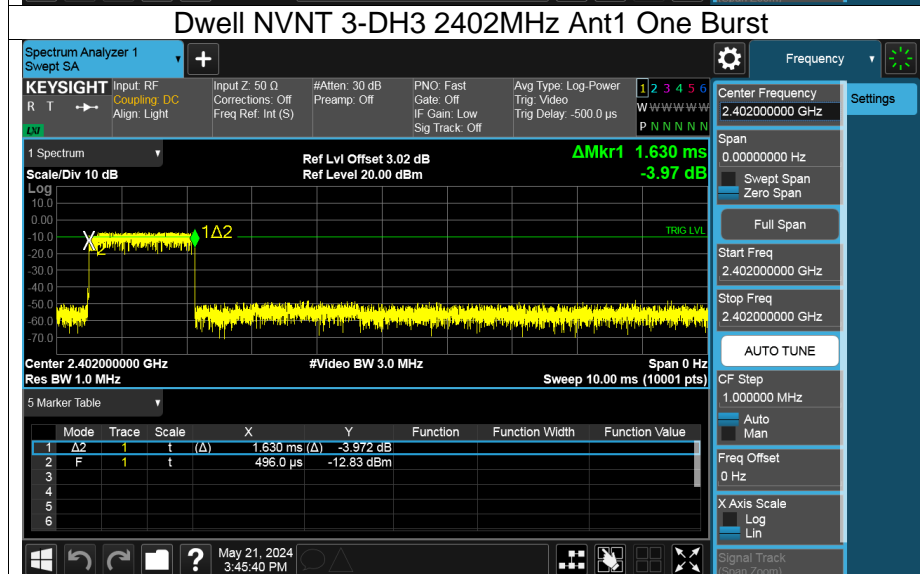 Dwell NVNT 3-DH3 2402MHz Ant1 One Burst
Spectrum Analyzer 1
Swept SA
Frequency
KEYSIGHT
R T
LXI
Input: RF
Coupling: DC
Align: Light
Input Z: 50 Ω
Corrections: Off
Freq Ref: Int (S)
#Atten: 30 dB
Preamp: Off
PNO: Fast
Gate: Off
IF Gain: Low
Sig Track: Off
Avg Type: Log-Power
Trig: Video
Trig Delay: -500.0 µs
1 2 3 4 5 6
W W W W W W
P N N N N N
1 Spectrum
Scale/Div 10 dB
Ref Lvl Offset 3.02 dB
Ref Level 20.00 dBm
ΔMkr1 1.630 ms
-3.97 dB
Log
10.0
0.00
-10.0
-20.0
-30.0
-40.0
-50.0
-60.0
-70.0
X
2
1Δ2
TRIG LVL
Center 2.402000000 GHz
Res BW 1.0 MHz
#Video BW 3.0 MHz
Span 0 Hz
Sweep 10.00 ms (10001 pts)
5 Marker Table
Mode Trace Scale X Y Function Function Width Function Value
1 Δ2 1 t (Δ) 1.630 ms (Δ) -3.972 dB
2 F 1 t 496.0 µs -12.83 dBm
3
4
5
6
?
May 21, 2024
3:45:40 PM
Center Frequency
2.402000000 GHz
Settings
Span
0.00000000 Hz
Swept Span
Zero Span
Full Span
Start Freq
2.402000000 GHz
Stop Freq
2.402000000 GHz
AUTO TUNE
CF Step
1.000000 MHz
Auto
Man
Freq Offset
0 Hz
X Axis Scale
Log
Lin
Signal Track
(Span Zoom)